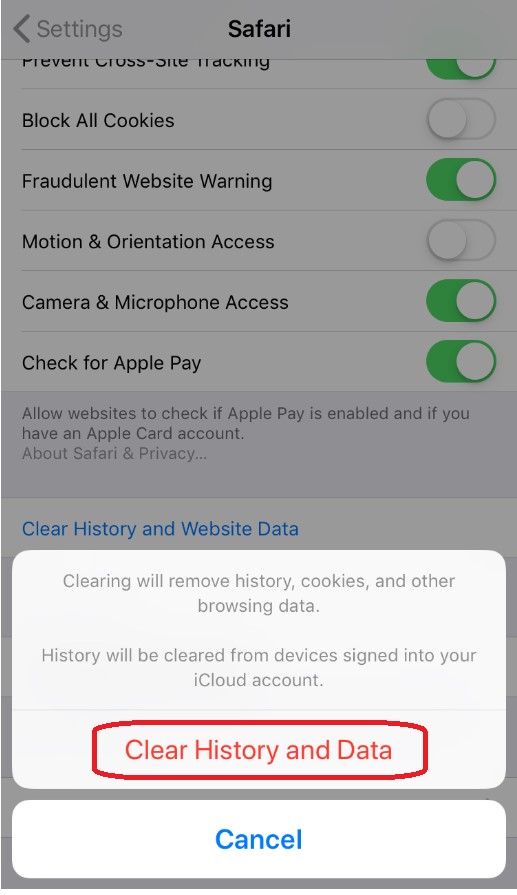 Settings
Safari
Prevent Cross-Site Tracking
Block All Cookies
Fraudulent Website Warning
Motion & Orientation Access
Camera & Microphone Access
Check for Apple Pay
Allow websites to check if Apple Pay is enabled and if you
have an Apple Card account.
About Safari & Privacy...
Clear History and Website Data
Clearing will remove history, cookies, and other
browsing data.
History will be cleared from devices signed into your
iCloud account.
Clear History and Data
Cancel